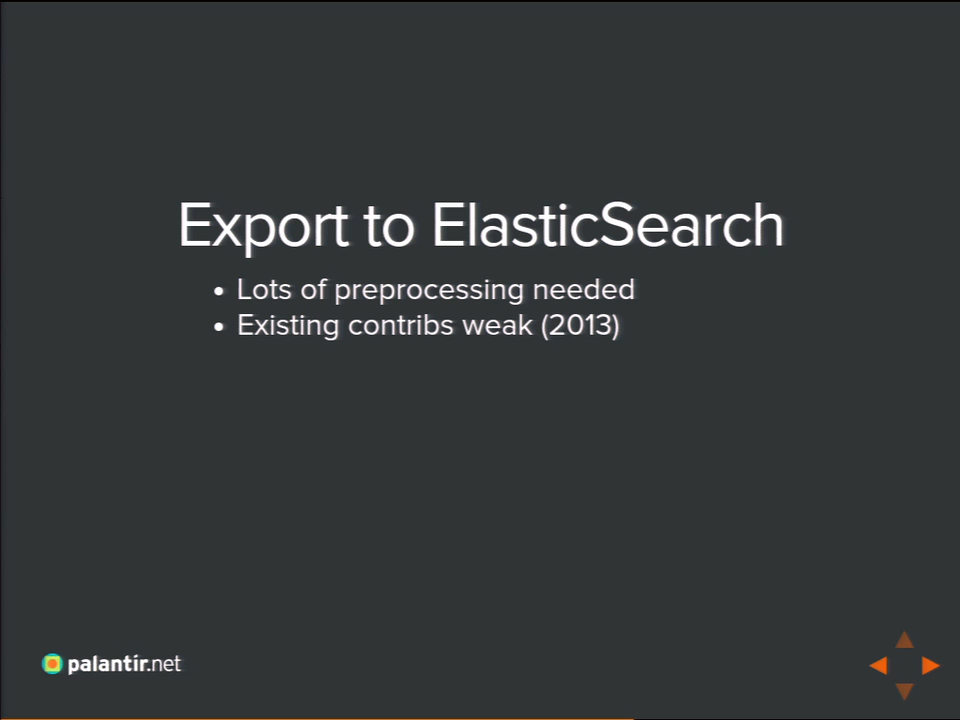 Export to ElasticSearch
• Lots of preprocessing needed
• Existing contribs weak (2013)
palantir.net